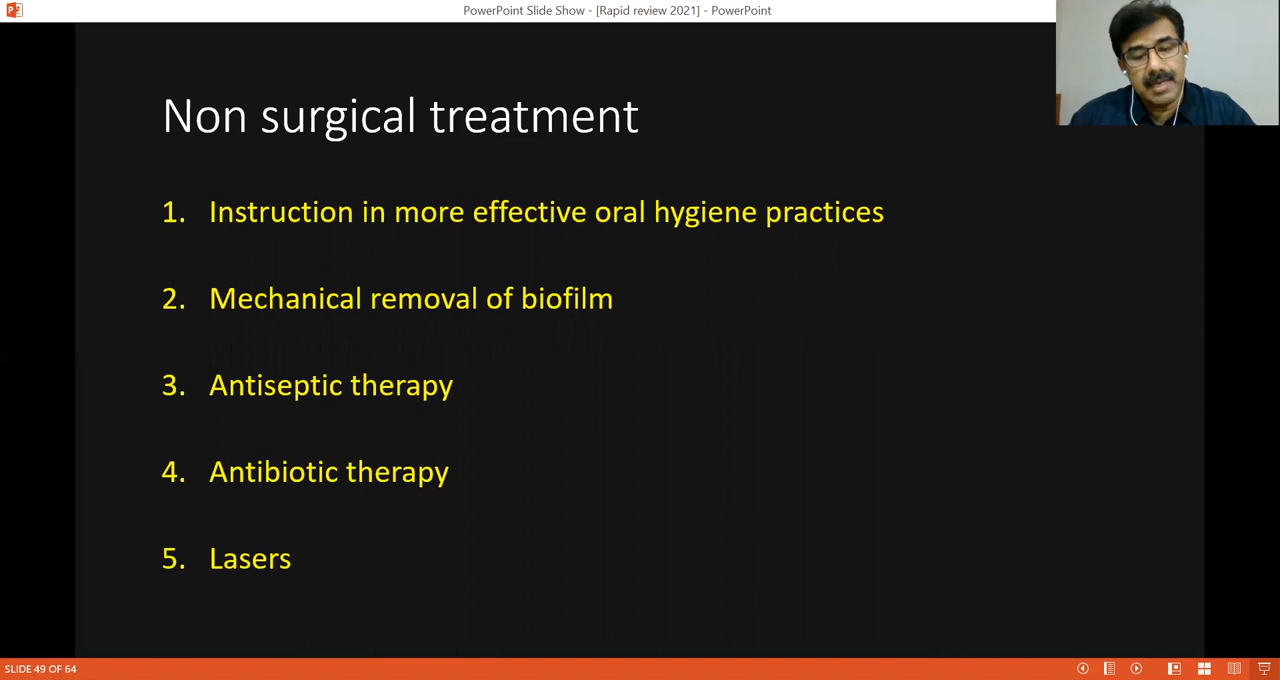 PowerPoint Slide Show - [Rapid review 2021] - PowerPoint
Non surgical treatment
1. Instruction in more effective oral hygiene practices
2. Mechanical removal of biofilm
3. Antiseptic therapy
4. Antibiotic therapy
5. Lasers
SLIDE 49 OF 64